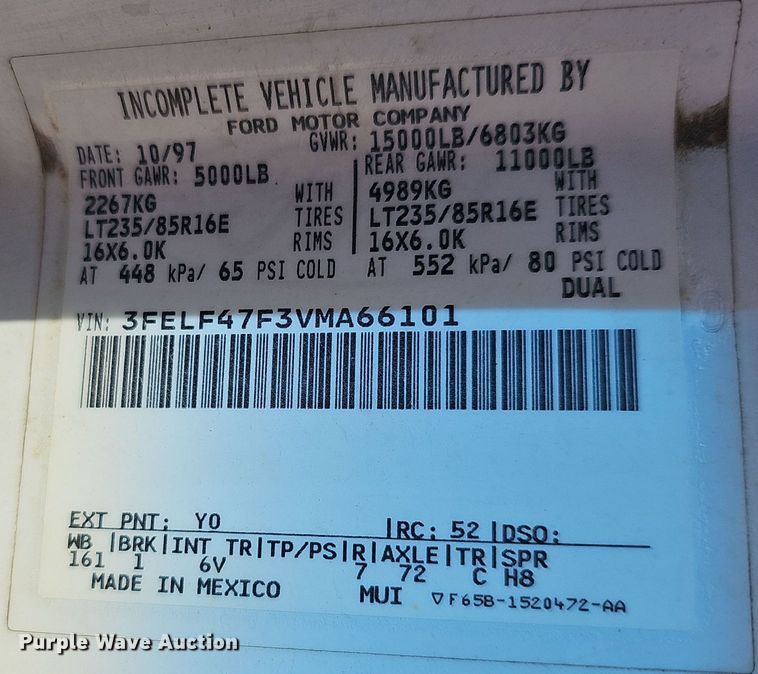 INCOMPLETE VEHICLE MANUFACTURED BY
FORD MOTOR COMPANY
DATE: 10/97 GVWR: 15000LB/6803KG
FRONT GAWR: 5000LB REAR GAWR: 11000LB
2267KG WITH 4989KG WITH
LT235/85R16E TIRES LT235/85R16E TIRES
16X6.0K RIMS 16X6.0K RIMS
AT 448 kPa/ 65 PSI COLD AT 552 kPa/ 80 PSI COLD
DUAL
VIN: 3FELF47F3VMA66101
EXT PNT: YO |RC: 52 |DSO:
WB |BRK|INT TR|TP/PS|R|AXLE|TR|SPR
161 1 6V 7 72 C H8
MADE IN MEXICO MUI ▽F65B-1520472-AA
Purple Wave Auction